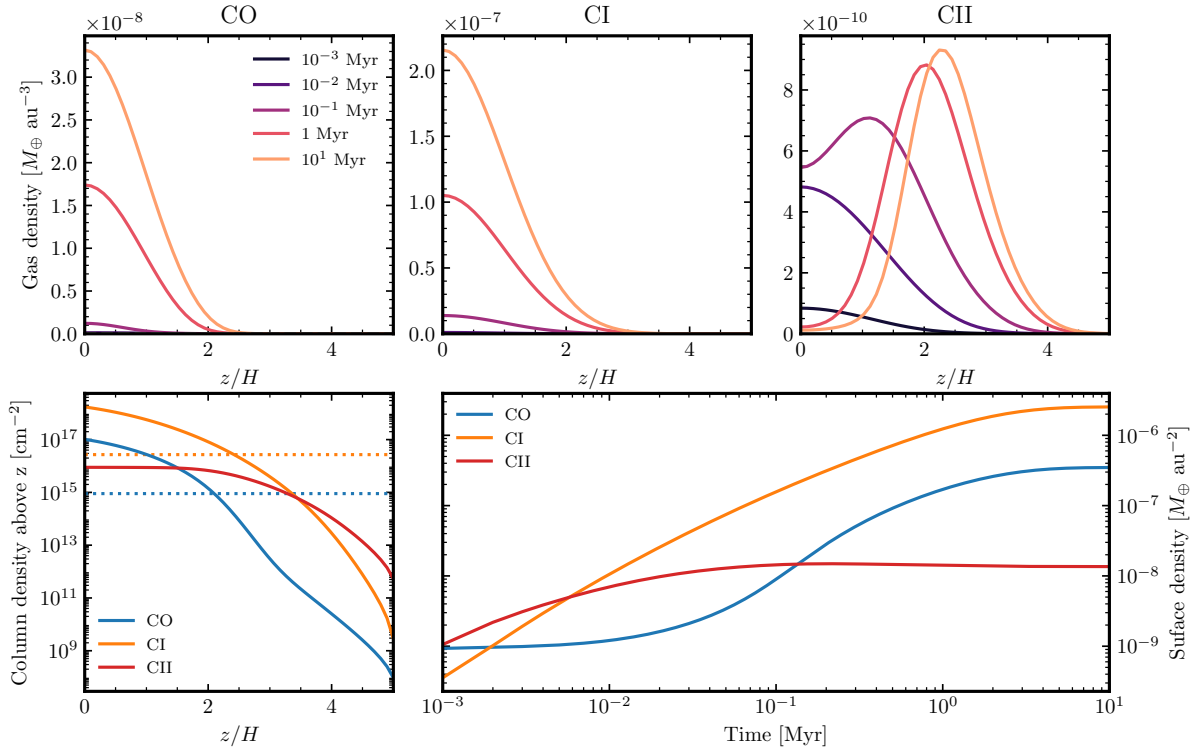 CO
CI
CII
×10⁻⁸
×10⁻⁷
×10⁻¹⁰
Gas density [M⊕ au⁻³]
3.0
2.5
2.0
1.5
1.0
0.5
0.0
10⁻³ Myr
10⁻² Myr
10⁻¹ Myr
1 Myr
10¹ Myr
0
2
4
z/H
2.0
1.5
1.0
0.5
0.0
0
2
4
z/H
8
6
4
2
0
0
2
4
z/H
Column density above z [cm⁻²]
10¹⁷
10¹⁵
10¹³
10¹¹
10⁹
CO
CI
CII
0
2
4
z/H
CO
CI
CII
10⁻³
10⁻²
10⁻¹
10⁰
10¹
Time [Myr]
10⁻⁶
10⁻⁷
10⁻⁸
10⁻⁹
Suface density [M⊕ au⁻²]